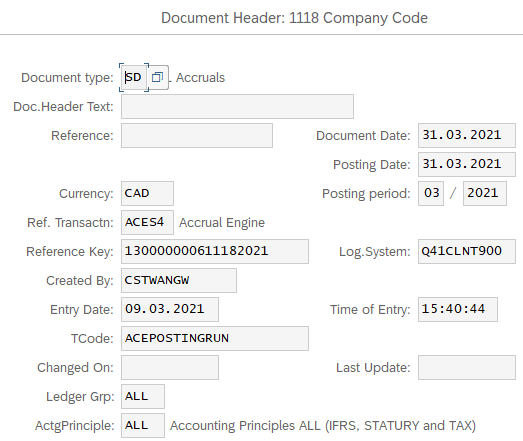 Document Header: 1118 Company Code
Document type: SD . Accruals
Doc.Header Text:
Reference: Document Date: 31.03.2021
Posting Date: 31.03.2021
Currency: CAD Posting period: 03 / 2021
Ref. Transactn: ACES4 Accrual Engine
Reference Key: 130000000611182021 Log.System: Q41CLNT900
Created By: CSTWANGW
Entry Date: 09.03.2021 Time of Entry: 15:40:44
TCode: ACEPOSTINGRUN
Changed On: Last Update:
Ledger Grp: ALL
ActgPrinciple: ALL Accounting Principles ALL (IFRS, STATURY and TAX)